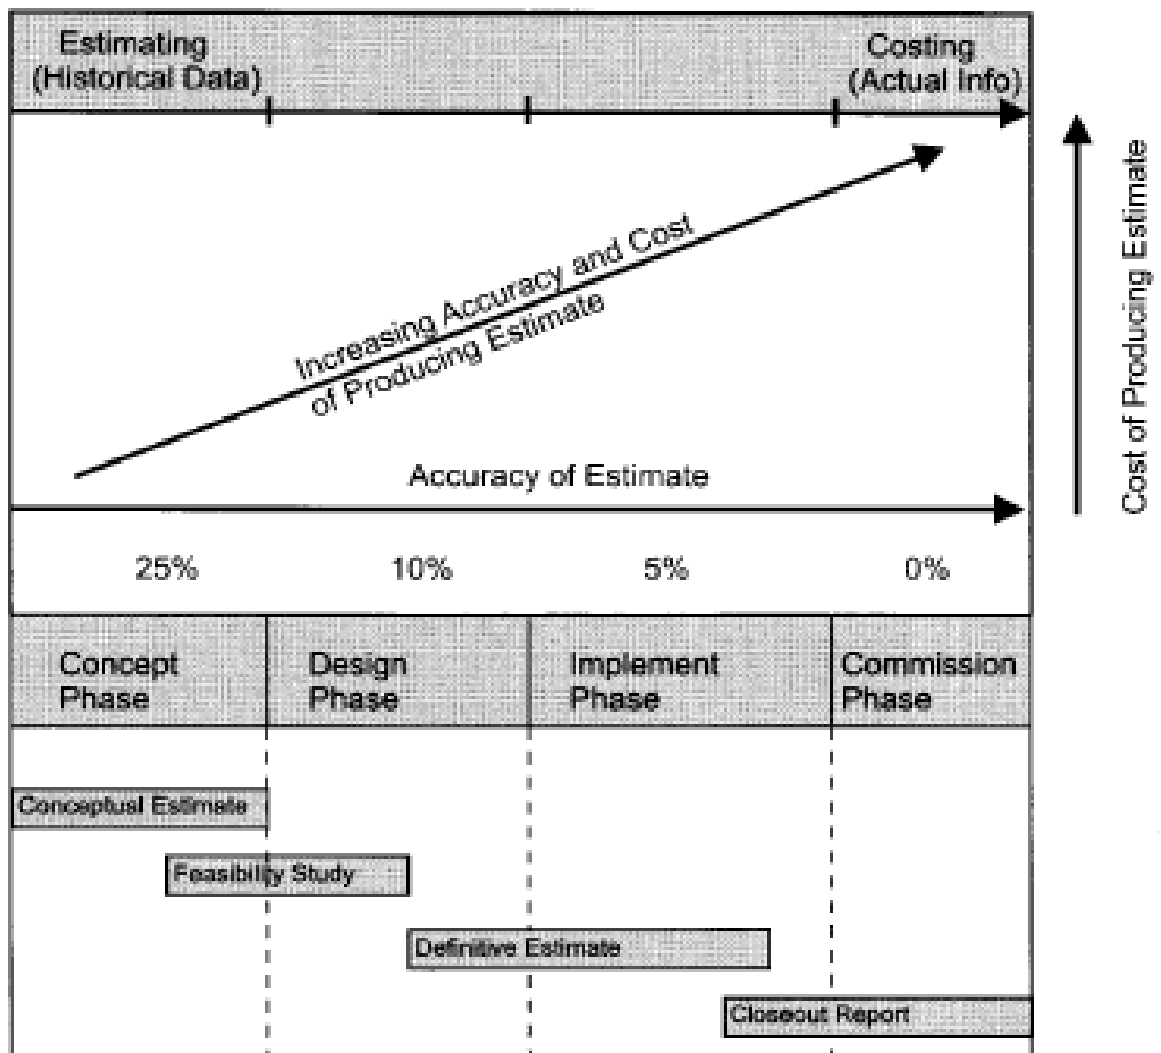 Estimating
(Historical Data)
Costing
(Actual Info)
Increasing Accuracy and Cost
of Producing Estimate
Cost of Producing Estimate
Accuracy of Estimate
25%
10%
5%
0%
Concept
Phase
Design
Phase
Implement
Phase
Commission
Phase
Conceptual Estimate
Feasibility Study
Definitive Estimate
Closeout Report